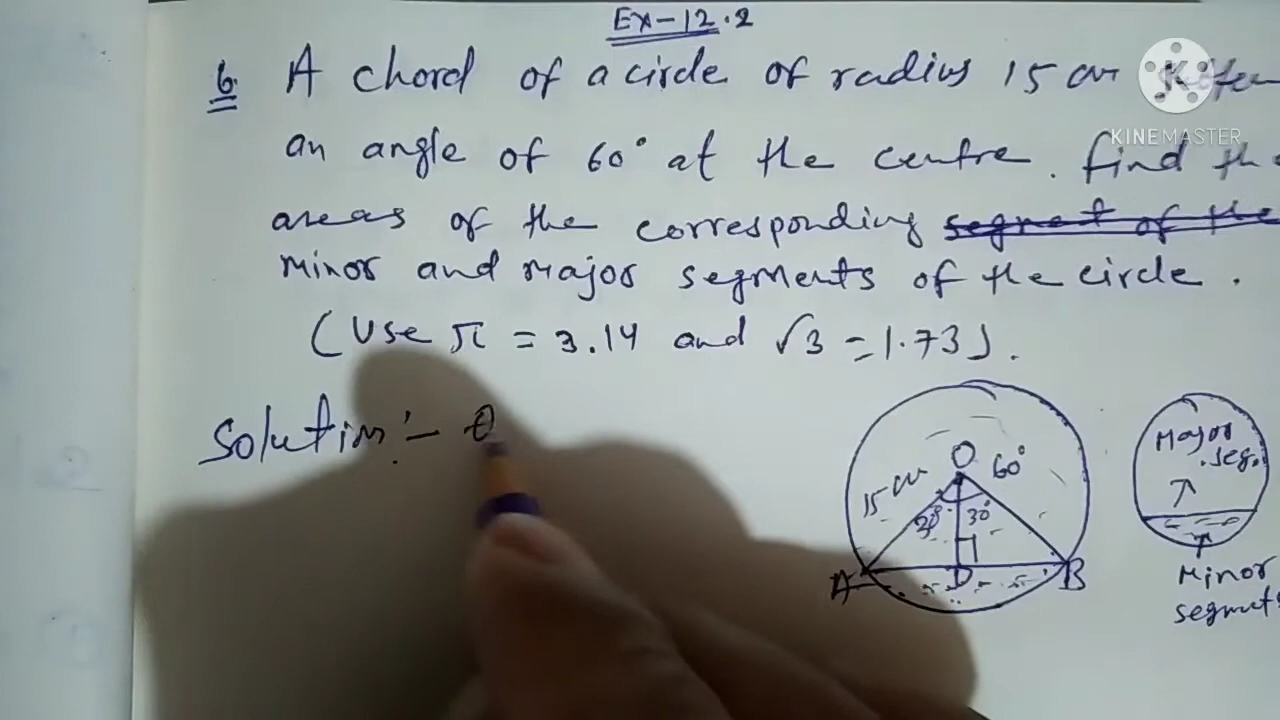 Ex-12.2
6. A chord of a circle of radius 15 cm
an angle of 60° at the centre. find the
areas of the corresponding segment of the
minor and major segments of the circle.
(Use π = 3.14 and √3 = 1.73).
Solution:- θ
KINEMASTER
O 60°
15 cm
30° 30°
A D B
Major
seg.
Minor
segment